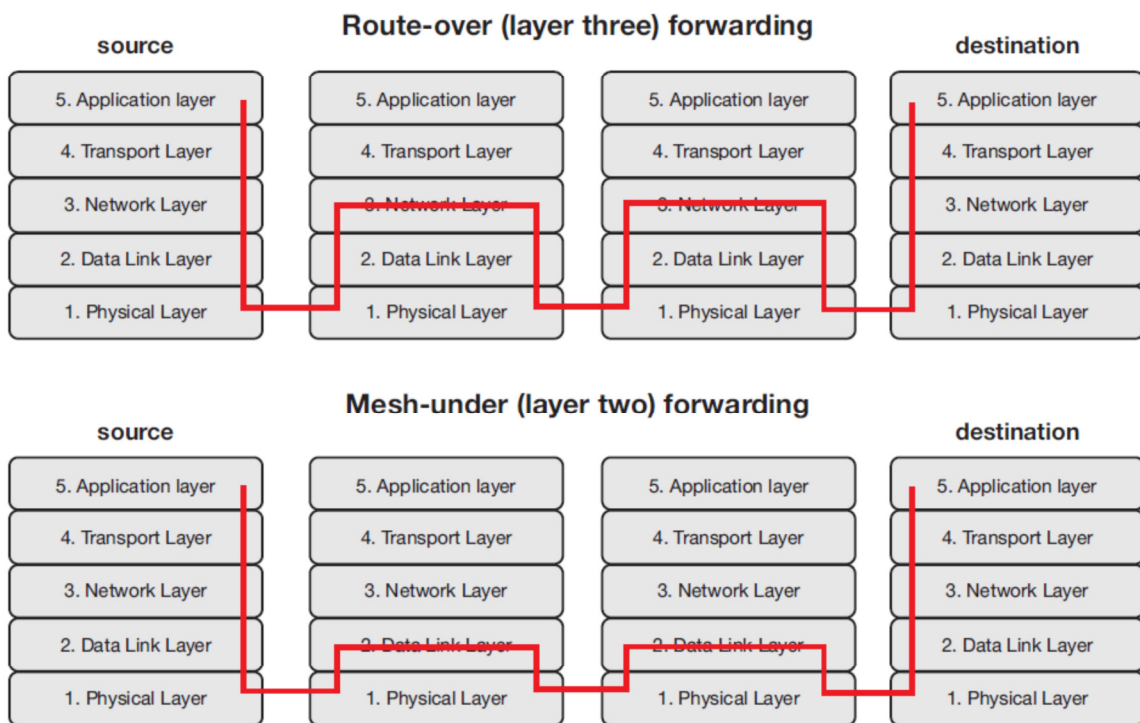 Route-over (layer three) forwarding
source
destination
5. Application layer
5. Application layer
5. Application layer
5. Application layer
4. Transport Layer
4. Transport Layer
4. Transport Layer
4. Transport Layer
3. Network Layer
3. Network Layer
3. Network Layer
3. Network Layer
2. Data Link Layer
2. Data Link Layer
2. Data Link Layer
2. Data Link Layer
1. Physical Layer
1. Physical Layer
1. Physical Layer
1. Physical Layer
Mesh-under (layer two) forwarding
source
destination
5. Application layer
5. Application layer
5. Application layer
5. Application layer
4. Transport Layer
4. Transport Layer
4. Transport Layer
4. Transport Layer
3. Network Layer
3. Network Layer
3. Network Layer
3. Network Layer
2. Data Link Layer
2. Data Link Layer
2. Data Link Layer
2. Data Link Layer
1. Physical Layer
1. Physical Layer
1. Physical Layer
1. Physical Layer